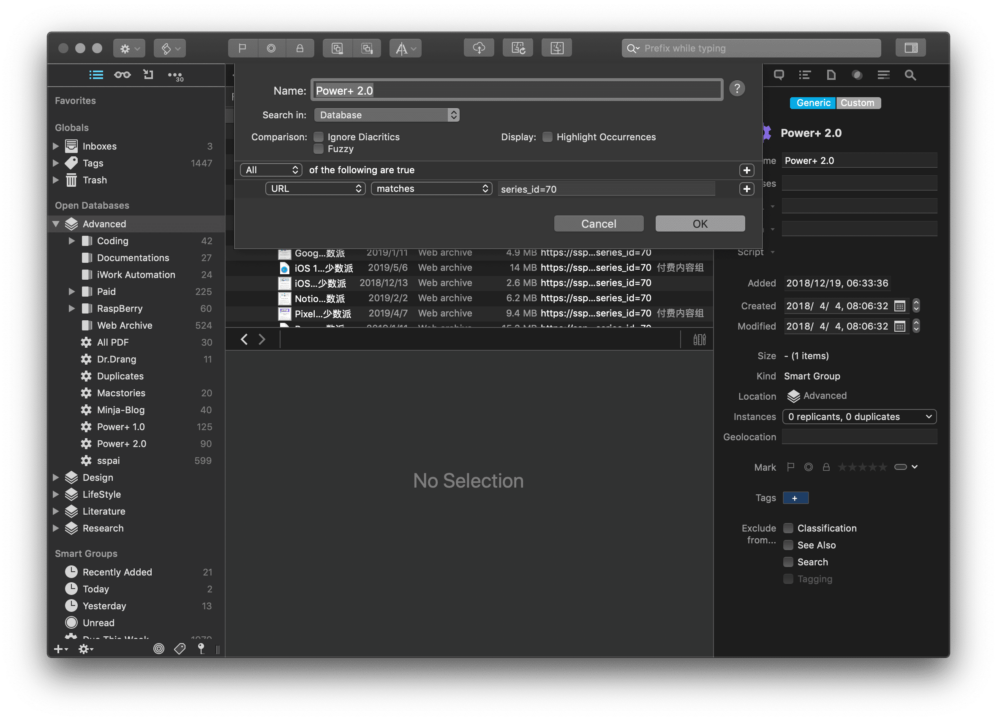 Prefix while typing
30
Favorites
Globals
Inboxes 3
Tags 1447
Trash
Open Databases
Advanced
Coding 42
Documentations 27
iWork Automation 24
Paid 225
RaspBerry 60
Web Archive 524
All PDF 30
Dr.Drang 11
Duplicates
Macstories 20
Minja-Blog 40
Power+ 1.0 125
Power+ 2.0 90
sspai 599
Design
LifeStyle
Literature
Research
Smart Groups
Recently Added 21
Today 2
Yesterday 13
Unread
Name: Power+ 2.0 ?
Search in: Database
Comparison: Ignore Diacritics Display: Highlight Occurrences
Fuzzy
All of the following are true
URL matches series_id=70
Cancel OK
Goog...数派 2019/1/11 Web archive 4.9 MB https://ssp...series_id=70
iOS 1...少数派 2019/5/6 Web archive 14 MB https://ssp...series_id=70 付费内容组
iOS...少数派 2018/12/13 Web archive 2.6 MB https://ssp...series_id=70
Notio...数派 2019/2/2 Web archive 6.2 MB https://ssp...series_id=70
Pixel...少数派 2019/4/7 Web archive 9.4 MB https://ssp...series_id=70 付费内容组
No Selection
Generic Custom
Power+ 2.0
me Power+ 2.0
ses
Script
Added 2018/12/19, 06:33:36
Created 2018/ 4/ 4, 08:06:32
Modified 2018/ 4/ 4, 08:06:32
Size - (1 items)
Kind Smart Group
Location Advanced
Instances 0 replicants, 0 duplicates
Geolocation
Mark
Tags +
Exclude from... Classification
See Also
Search
Tagging